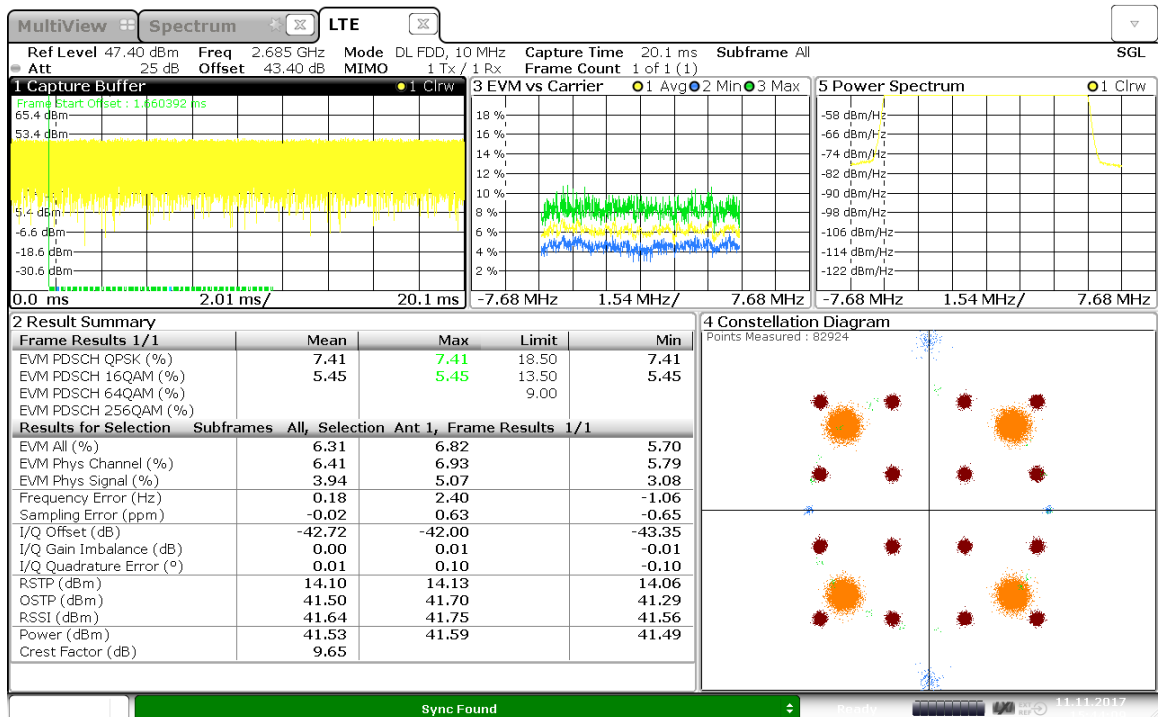 MultiView Spectrum LTE
Ref Level 47.40 dBm Freq 2.685 GHz Mode DL FDD, 10 MHz Capture Time 20.1 ms Subframe All SGL
Att 25 dB Offset 43.40 dB MIMO 1 Tx / 1 Rx Frame Count 1 of 1 (1)
1 Capture Buffer 1 Clrw
Frame Start Offset : 1.660392 ms
65.4 dBm
53.4 dBm
5.4 dBm
-6.6 dBm
-18.6 dBm
-30.6 dBm
0.0 ms 2.01 ms/ 20.1 ms
3 EVM vs Carrier 1 Avg 2 Min 3 Max
18 %
16 %
14 %
12 %
10 %
8 %
6 %
4 %
2 %
-7.68 MHz 1.54 MHz/ 7.68 MHz
5 Power Spectrum 1 Clrw
-58 dBm/Hz
-66 dBm/Hz
-74 dBm/Hz
-82 dBm/Hz
-90 dBm/Hz
-98 dBm/Hz
-106 dBm/Hz
-114 dBm/Hz
-122 dBm/Hz
-7.68 MHz 1.54 MHz/ 7.68 MHz
2 Result Summary
Frame Results 1/1 Mean Max Limit Min
EVM PDSCH QPSK (%) 7.41 7.41 18.50 7.41
EVM PDSCH 16QAM (%) 5.45 5.45 13.50 5.45
EVM PDSCH 64QAM (%) 9.00
EVM PDSCH 256QAM (%)
Results for Selection Subframes All, Selection Ant 1, Frame Results 1/1
EVM All (%) 6.31 6.82 5.70
EVM Phys Channel (%) 6.41 6.93 5.79
EVM Phys Signal (%) 3.94 5.07 3.08
Frequency Error (Hz) 0.18 2.40 -1.06
Sampling Error (ppm) -0.02 0.63 -0.65
I/Q Offset (dB) -42.72 -42.00 -43.35
I/Q Gain Imbalance (dB) 0.00 0.01 -0.01
I/Q Quadrature Error (º) 0.01 0.10 -0.10
RSTP (dBm) 14.10 14.13 14.06
OSTP (dBm) 41.50 41.70 41.29
RSSI (dBm) 41.64 41.75 41.56
Power (dBm) 41.53 41.59 41.49
Crest Factor (dB) 9.65
4 Constellation Diagram
Points Measured : 82924
Sync Found Ready 11.11.2017